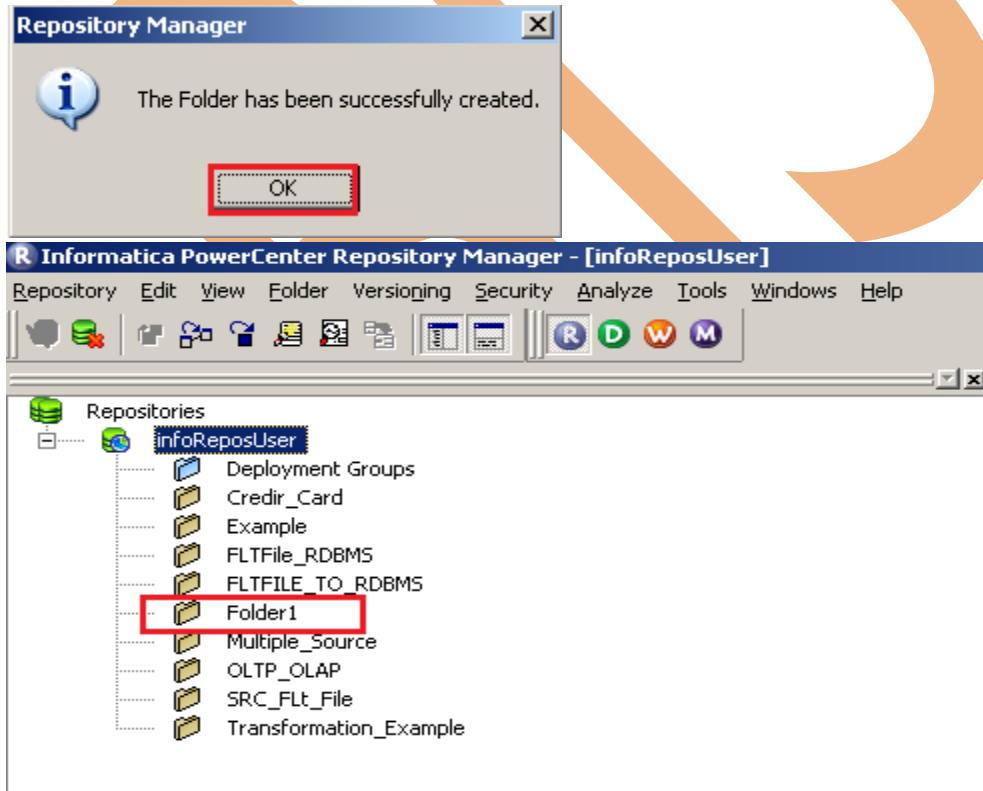 Repository Manager
The Folder has been successfully created.
OK
R Informatica PowerCenter Repository Manager - [infoReposUser]
Repository Edit View Folder Versioning Security Analyze Tools Windows Help
R D W M
Repositories
infoReposUser
Deployment Groups
Credir_Card
Example
FLTFile_RDBMS
FLTFILE_TO_RDBMS
Folder1
Multiple_Source
OLTP_OLAP
SRC_FLt_File
Transformation_Example